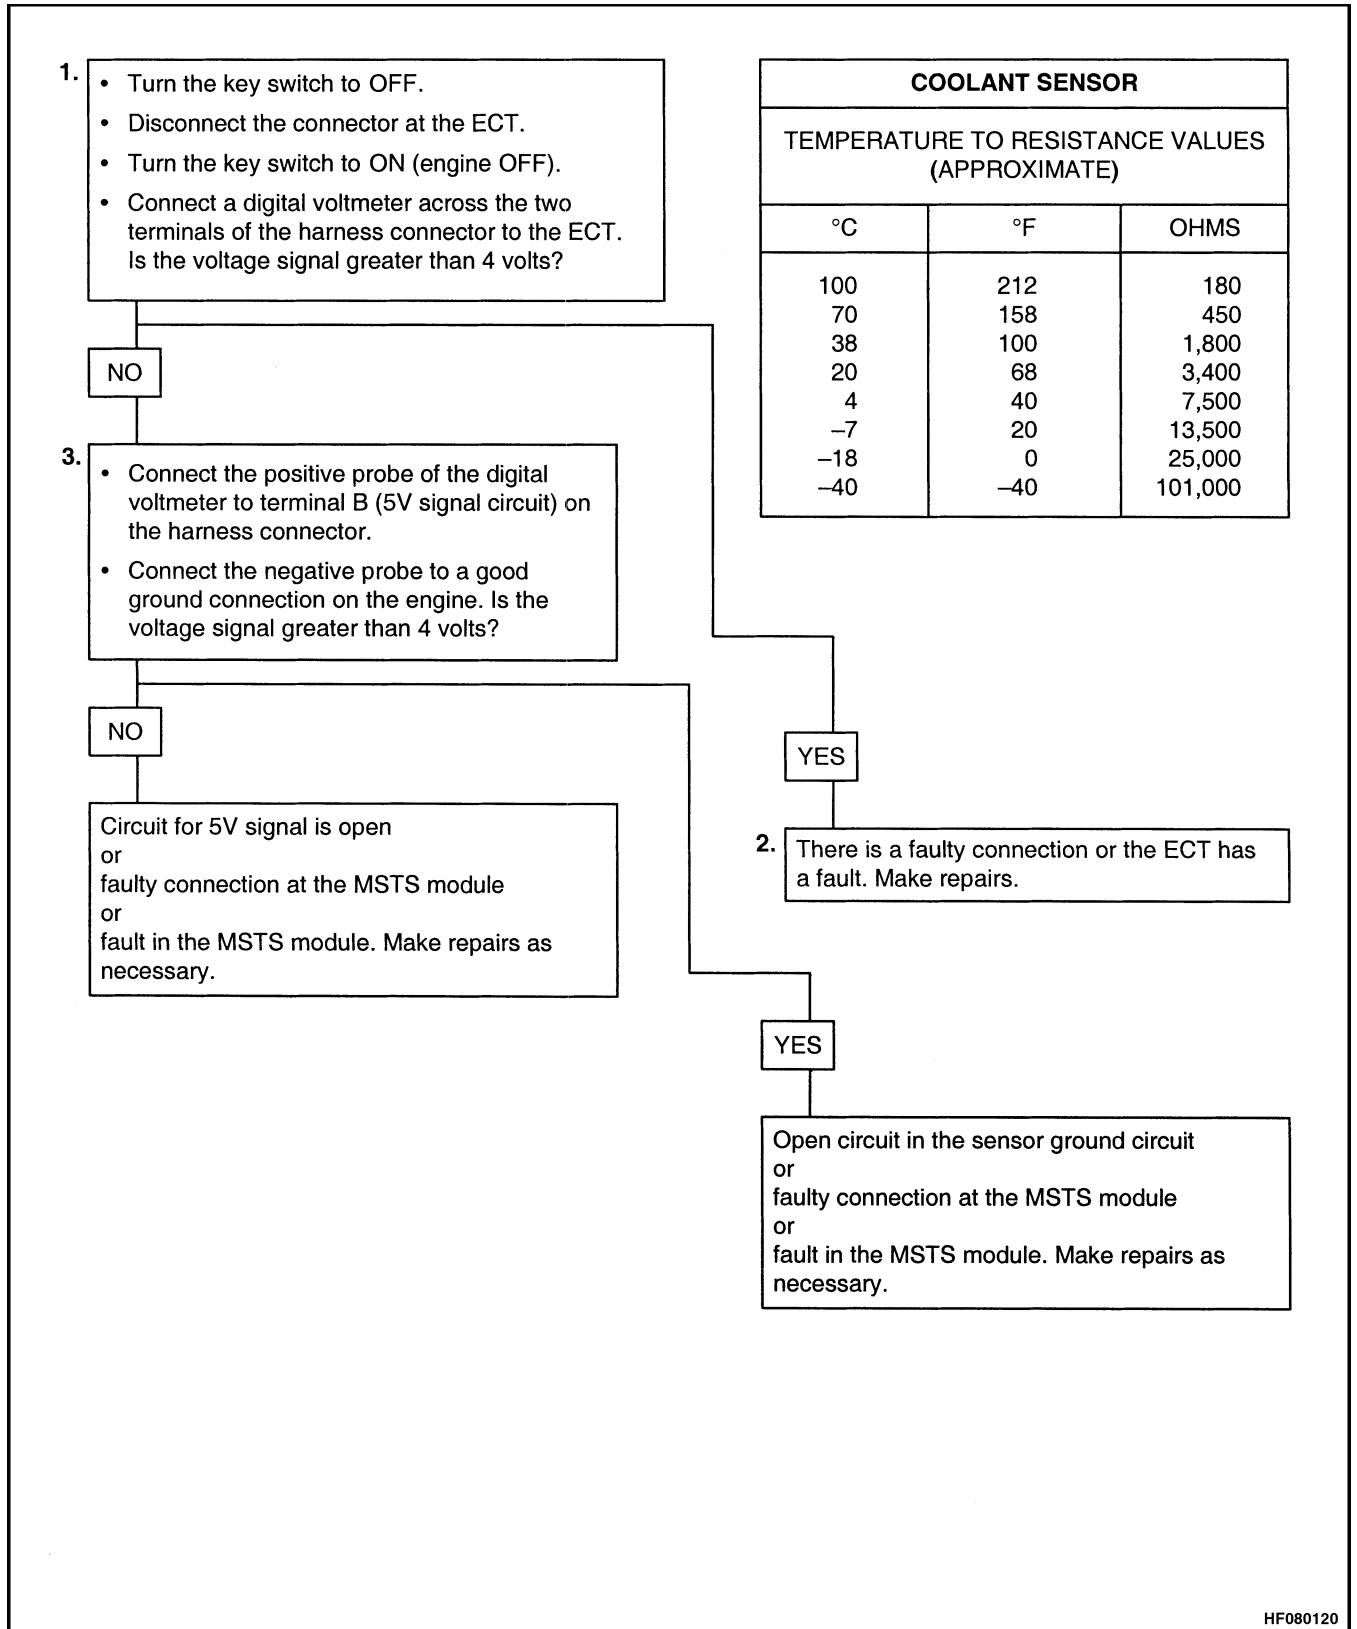 1.
• Turn the key switch to OFF.
• Disconnect the connector at the ECT.
• Turn the key switch to ON (engine OFF).
• Connect a digital voltmeter across the two
terminals of the harness connector to the ECT.
Is the voltage signal greater than 4 volts?
COOLANT SENSOR
TEMPERATURE TO RESISTANCE VALUES
(APPROXIMATE)
°C °F OHMS
100 212 180
70 158 450
38 100 1,800
20 68 3,400
4 40 7,500
–7 20 13,500
–18 0 25,000
–40 –40 101,000
NO
3.
• Connect the positive probe of the digital
voltmeter to terminal B (5V signal circuit) on
the harness connector.
• Connect the negative probe to a good
ground connection on the engine. Is the
voltage signal greater than 4 volts?
NO
Circuit for 5V signal is open
or
faulty connection at the MSTS module
or
fault in the MSTS module. Make repairs as
necessary.
YES
2.
There is a faulty connection or the ECT has
a fault. Make repairs.
YES
Open circuit in the sensor ground circuit
or
faulty connection at the MSTS module
or
fault in the MSTS module. Make repairs as
necessary.
HF080120